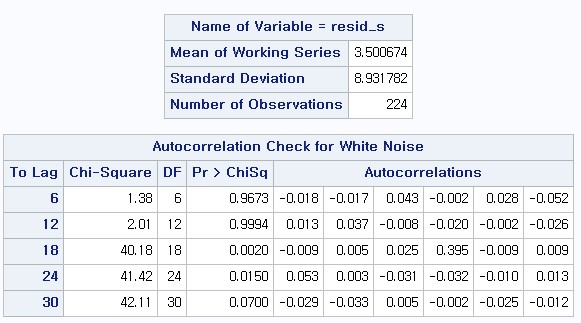 Name of Variable = resid_s
Mean of Working Series 3.500674
Standard Deviation 8.931782
Number of Observations 224
Autocorrelation Check for White Noise
To Lag Chi-Square DF Pr > ChiSq Autocorrelations
6 1.38 6 0.9673 -0.018 -0.017 0.043 -0.002 0.028 -0.052
12 2.01 12 0.9994 0.013 0.037 -0.008 -0.020 -0.002 -0.026
18 40.18 18 0.0020 -0.009 0.005 0.025 0.395 -0.009 0.009
24 41.42 24 0.0150 0.053 0.003 -0.031 -0.032 -0.010 0.013
30 42.11 30 0.0700 -0.029 -0.033 0.005 -0.002 -0.025 -0.012